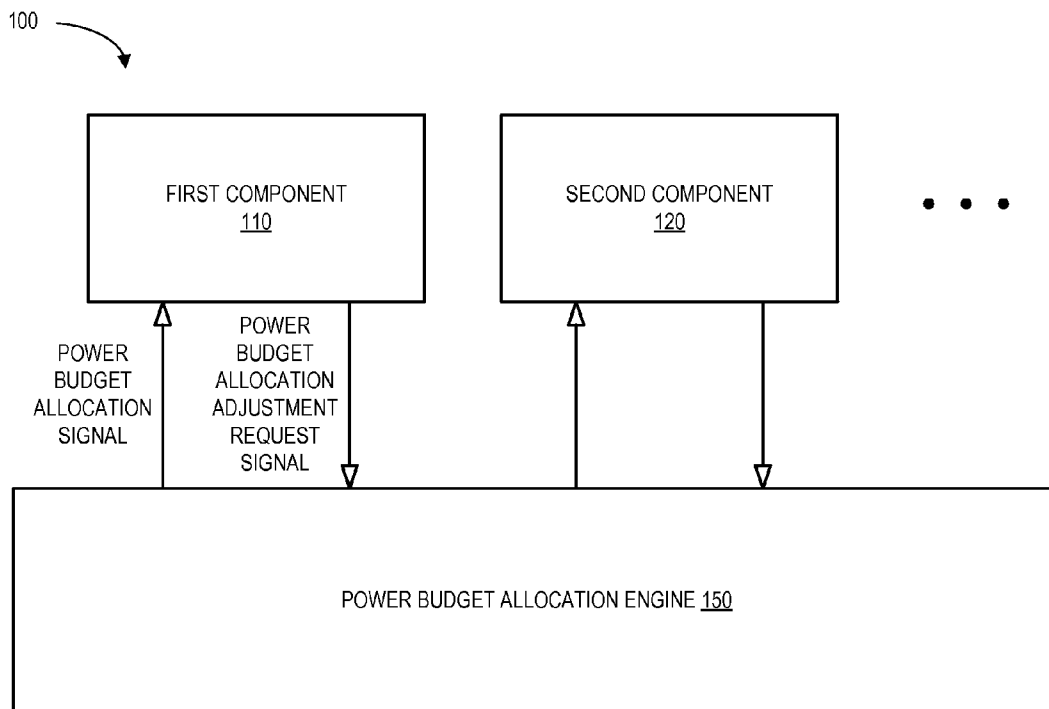 100
FIRST COMPONENT
110
SECOND COMPONENT
120
POWER
BUDGET
ALLOCATION
SIGNAL
POWER
BUDGET
ALLOCATION
ADJUSTMENT
REQUEST
SIGNAL
POWER BUDGET ALLOCATION ENGINE 150